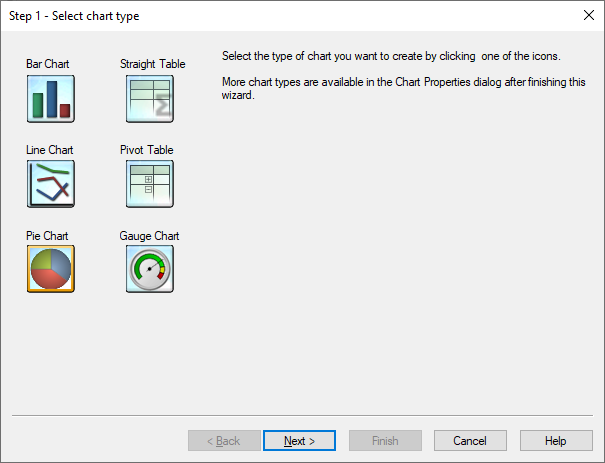 Step 1 - Select chart type
Select the type of chart you want to create by clicking one of the icons.
More chart types are available in the Chart Properties dialog after finishing this
wizard.
Bar Chart
Straight Table
Line Chart
Pivot Table
Pie Chart
Gauge Chart
< Back
Next >
Finish
Cancel
Help